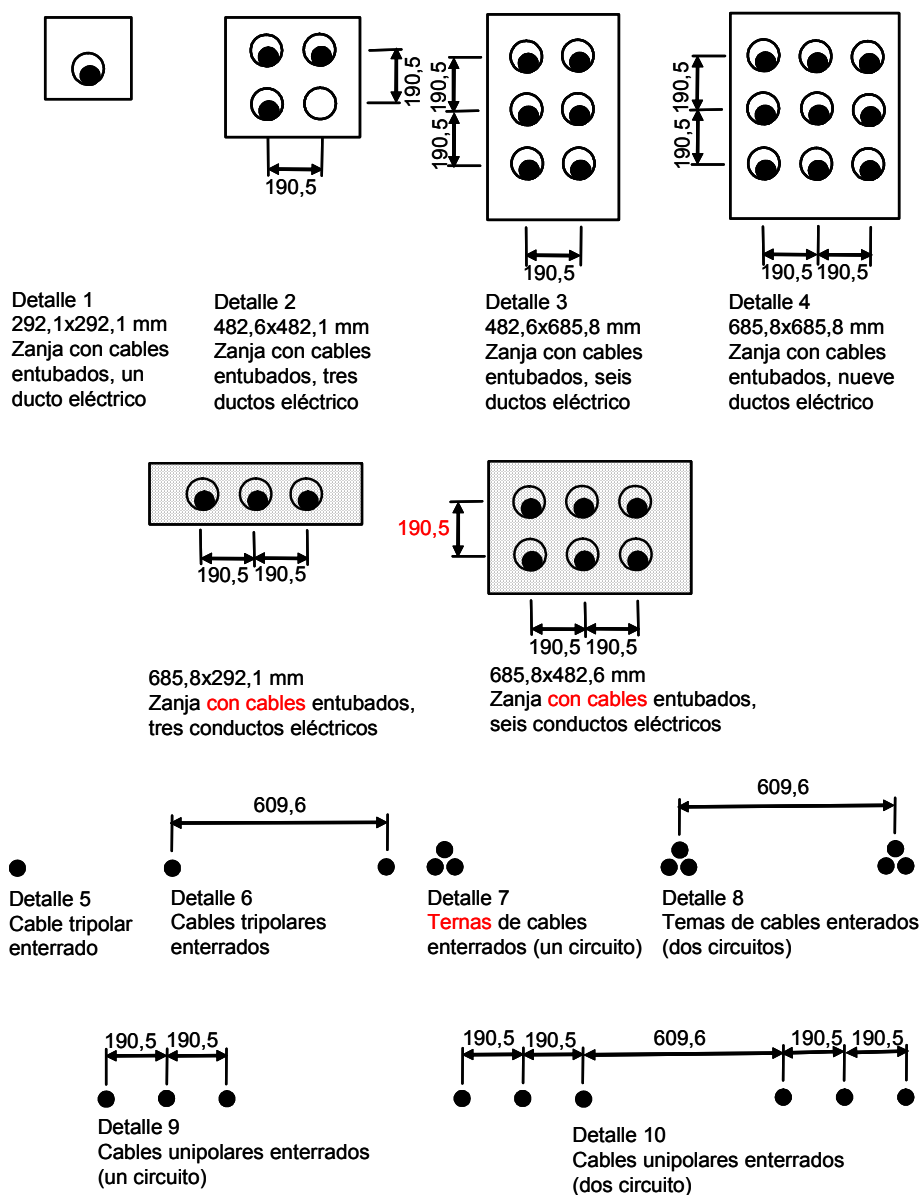 190,5
190,5
190,5
190,5
190,5
190,5
190,5
190,5
190,5 190,5
Detalle 1
292,1x292,1 mm
Zanja con cables
entubados, un
ducto eléctrico
Detalle 2
482,6x482,1 mm
Zanja con cables
entubados, tres
ductos eléctrico
Detalle 3
482,6x685,8 mm
Zanja con cables
entubados, seis
ductos eléctrico
Detalle 4
685,8x685,8 mm
Zanja con cables
entubados, nueve
ductos eléctrico
190,5 190,5
685,8x292,1 mm
Zanja con cables entubados,
tres conductos eléctricos
190,5
190,5 190,5
685,8x482,6 mm
Zanja con cables entubados,
seis conductos eléctricos
609,6
609,6
Detalle 5
Cable tripolar
enterrado
Detalle 6
Cables tripolares
enterrados
Detalle 7
Ternas de cables
enterrados (un circuito)
Detalle 8
Temas de cables enterados
(dos circuitos)
190,5 190,5
Detalle 9
Cables unipolares enterrados
(un circuito)
190,5 190,5 609,6 190,5 190,5
Detalle 10
Cables unipolares enterrados
(dos circuito)